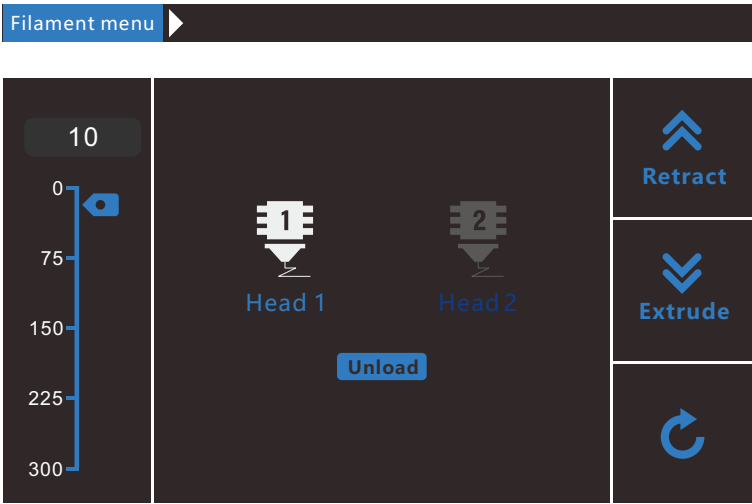 Filament menu
10
0
75
150
225
300
1
Head 1
2
Head 2
Unload
Retract
Extrude